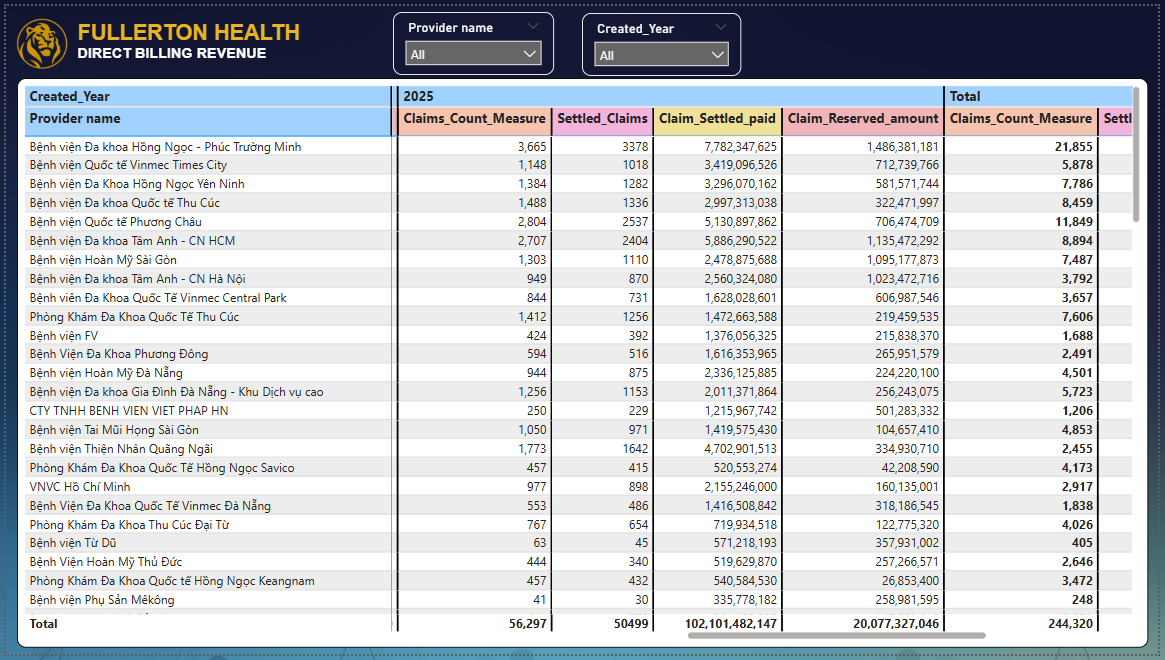 FULLERTON HEALTH
DIRECT BILLING REVENUE
Provider name
All
Created_Year
All
Created_Year 2025 Total
Provider name Claims_Count_Measure Settled_Claims Claim_Settled_paid Claim_Reserved_amount Claims_Count_Measure Settl
Bệnh viện Đa khoa Hồng Ngọc - Phúc Trường Minh 3,665 3378 7,782,347,625 1,486,381,181 21,855
Bệnh viện Quốc tế Vinmec Times City 1,148 1018 3,419,096,526 712,739,766 5,878
Bệnh viện Đa Khoa Hồng Ngọc Yên Ninh 1,384 1282 3,296,070,162 581,571,744 7,786
Bệnh viện Đa khoa Quốc tế Thu Cúc 1,488 1336 2,997,313,038 322,471,997 8,459
Bệnh viện Quốc tế Phương Châu 2,804 2537 5,130,897,862 706,474,709 11,849
Bệnh viện Đa khoa Tâm Anh - CN HCM 2,707 2404 5,886,290,522 1,135,472,292 8,894
Bệnh viện Hoàn Mỹ Sài Gòn 1,303 1110 2,478,875,688 1,095,177,873 7,487
Bệnh viện Đa khoa Tâm Anh - CN Hà Nội 949 870 2,560,324,080 1,023,472,716 3,792
Bệnh viện Đa Khoa Quốc Tế Vinmec Central Park 844 731 1,628,028,601 606,987,546 3,657
Phòng Khám Đa Khoa Quốc Tế Thu Cúc 1,412 1256 1,472,663,588 219,459,535 7,606
Bệnh viện FV 424 392 1,376,056,325 215,838,370 1,688
Bệnh Viện Đa Khoa Phương Đông 594 516 1,616,353,965 265,951,579 2,491
Bệnh viện Hoàn Mỹ Đà Nẵng 944 875 2,336,125,885 224,220,100 4,501
Bệnh viện Đa khoa Gia Đình Đà Nẵng - Khu Dịch vụ cao 1,256 1153 2,011,371,864 256,243,075 5,723
CTY TNHH BENH VIEN VIET PHAP HN 250 229 1,215,967,742 501,283,332 1,206
Bệnh viện Tai Mũi Họng Sài Gòn 1,050 971 1,419,575,430 104,657,410 4,853
Bệnh viện Thiện Nhân Quãng Ngãi 1,773 1642 4,702,901,513 334,930,710 2,455
Phòng Khám Đa Khoa Quốc Tế Hồng Ngọc Savico 457 415 520,553,274 42,208,590 4,173
VNVC Hồ Chí Minh 977 898 2,155,246,000 160,135,001 2,917
Bệnh Viện Đa Khoa Quốc Tế Vinmec Đà Nẵng 553 486 1,416,508,842 318,186,545 1,838
Phòng Khám Đa Khoa Thu Cúc Đại Từ 767 654 719,934,518 122,775,320 4,026
Bệnh viện Từ Dũ 63 45 571,218,193 357,931,002 405
Bệnh Viện Hoàn Mỹ Thủ Đức 444 340 519,629,870 257,266,571 2,646
Phòng Khám Đa Khoa Quốc tế Hồng Ngọc Keangnam 457 432 540,584,530 26,853,400 3,472
Bệnh viện Phụ Sản Mêkông 41 30 335,778,182 258,981,595 248
Total 56,297 50499 102,101,482,147 20,077,327,046 244,320